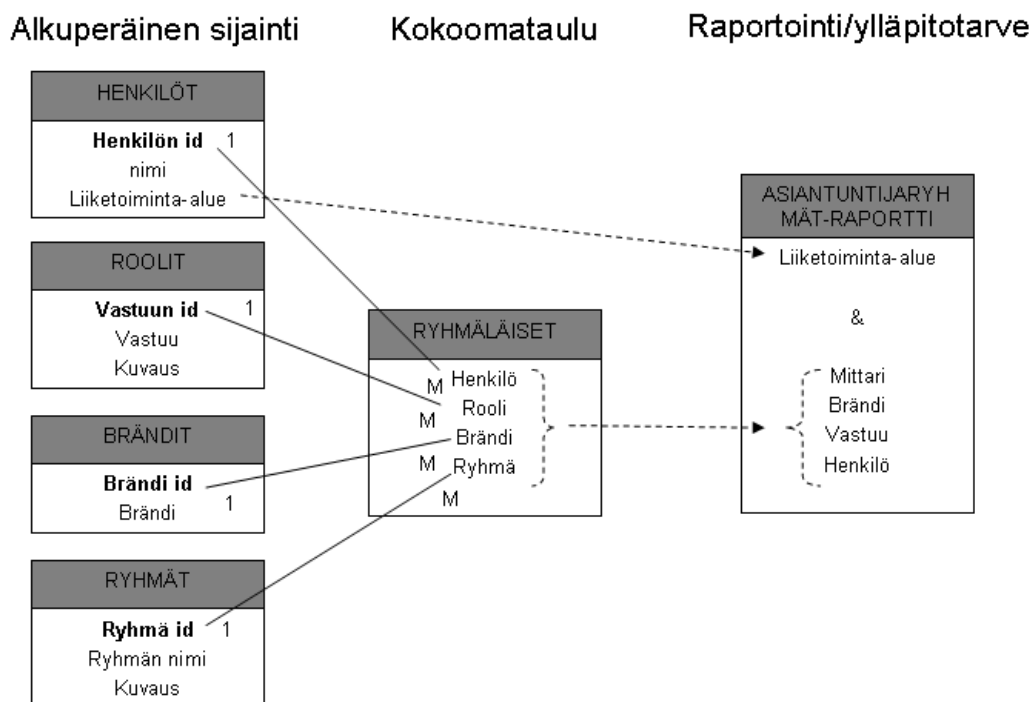 Alkuperäinen sijainti
Kokoomataulu
Raportointi/ylläpitotarve
HENKILÖT
Henkilön id 1
nimi
Liiketoiminta-alue
ROOLIT
Vastuun id 1
Vastuu
Kuvaus
BRÄNDIT
Brändi id
Brändi 1
RYHMÄT
Ryhmä id 1
Ryhmän nimi
Kuvaus
RYHMÄLÄISET
M Henkilö
Rooli
M
Brändi
M Ryhmä
M
ASIANTUNTIJARYH
MÄT-RAPORTTI
Liiketoiminta-alue
&
Mittari
Brändi
Vastuu
Henkilö